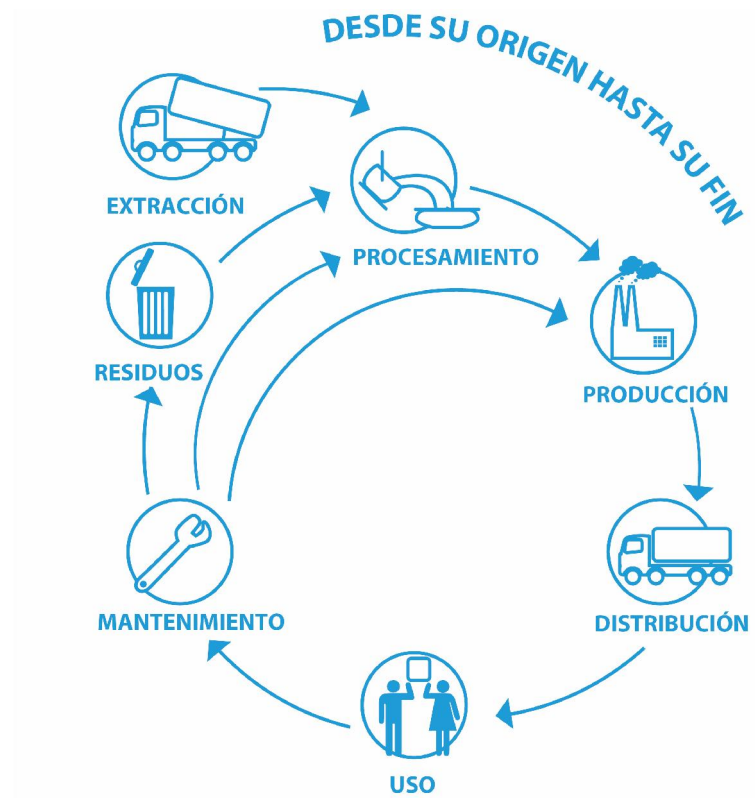 DESDE SU ORIGEN HASTA SU FIN
EXTRACCIÓN
PROCESAMIENTO
RESIDUOS
PRODUCCIÓN
MANTENIMIENTO
DISTRIBUCIÓN
USO